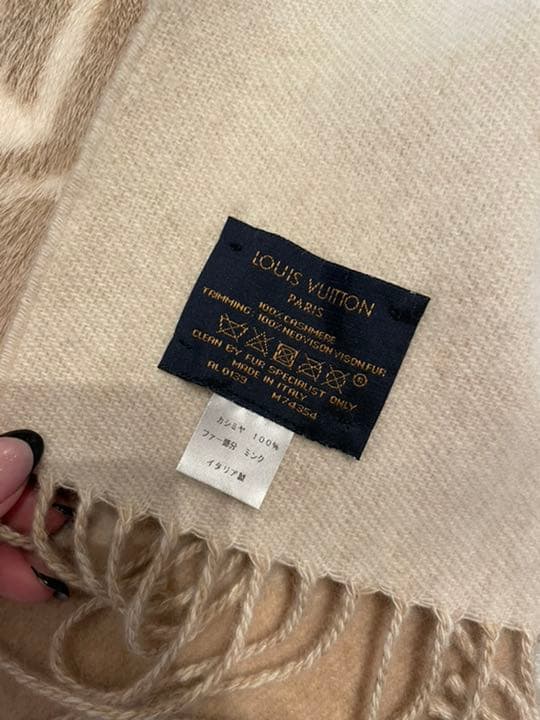 LOUIS VUITTON
PARIS
100% CASHMERE
TRIMMING: 100% NEOVISON VISON FUR
®
CLEAN BY FUR SPECIALIST ONLY
MADE IN ITALY
AL0139 M74354
カシミヤ 100%
ファー部分 ミンク
イタリア製